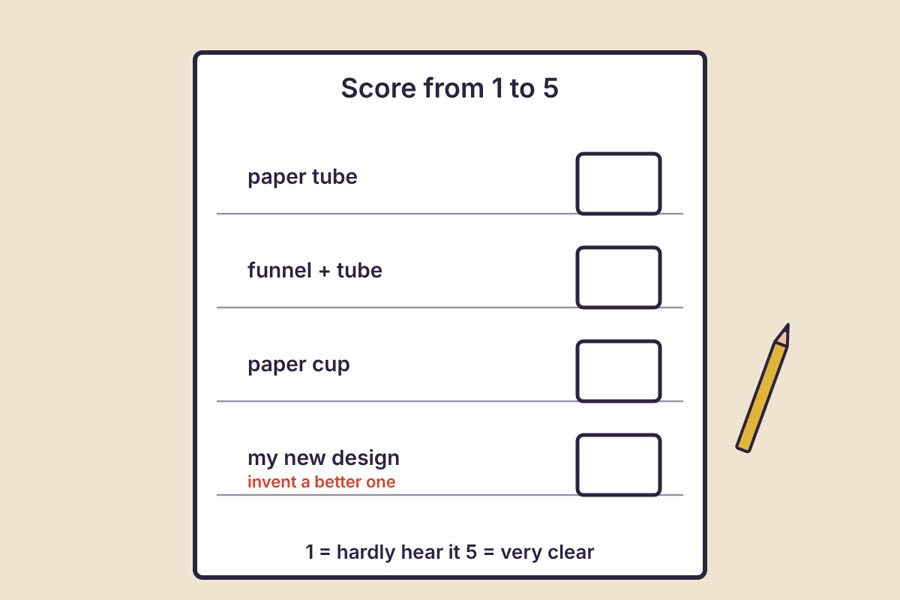 Score from 1 to 5
paper tube
funnel + tube
paper cup
my new design
invent a better one
1 = hardly hear it 5 = very clear